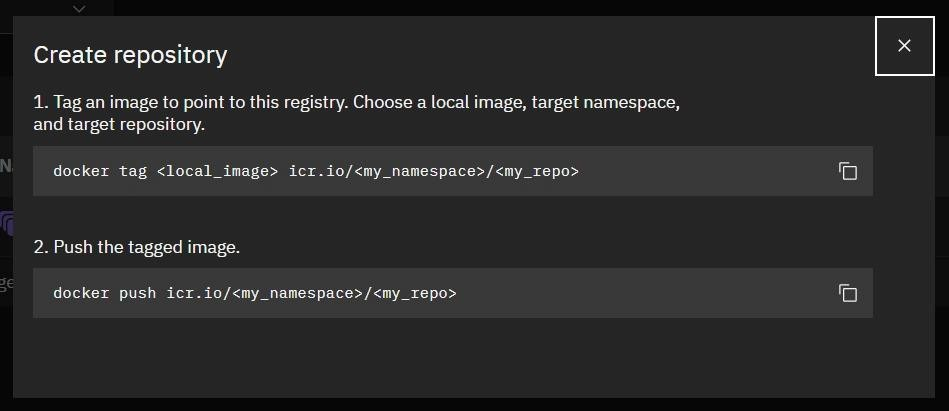 Create repository
1. Tag an image to point to this registry. Choose a local image, target namespace,
and target repository.
docker tag <local_image> icr.io/<my_namespace>/<my_repo>
2. Push the tagged image.
docker push icr.io/<my_namespace>/<my_repo>